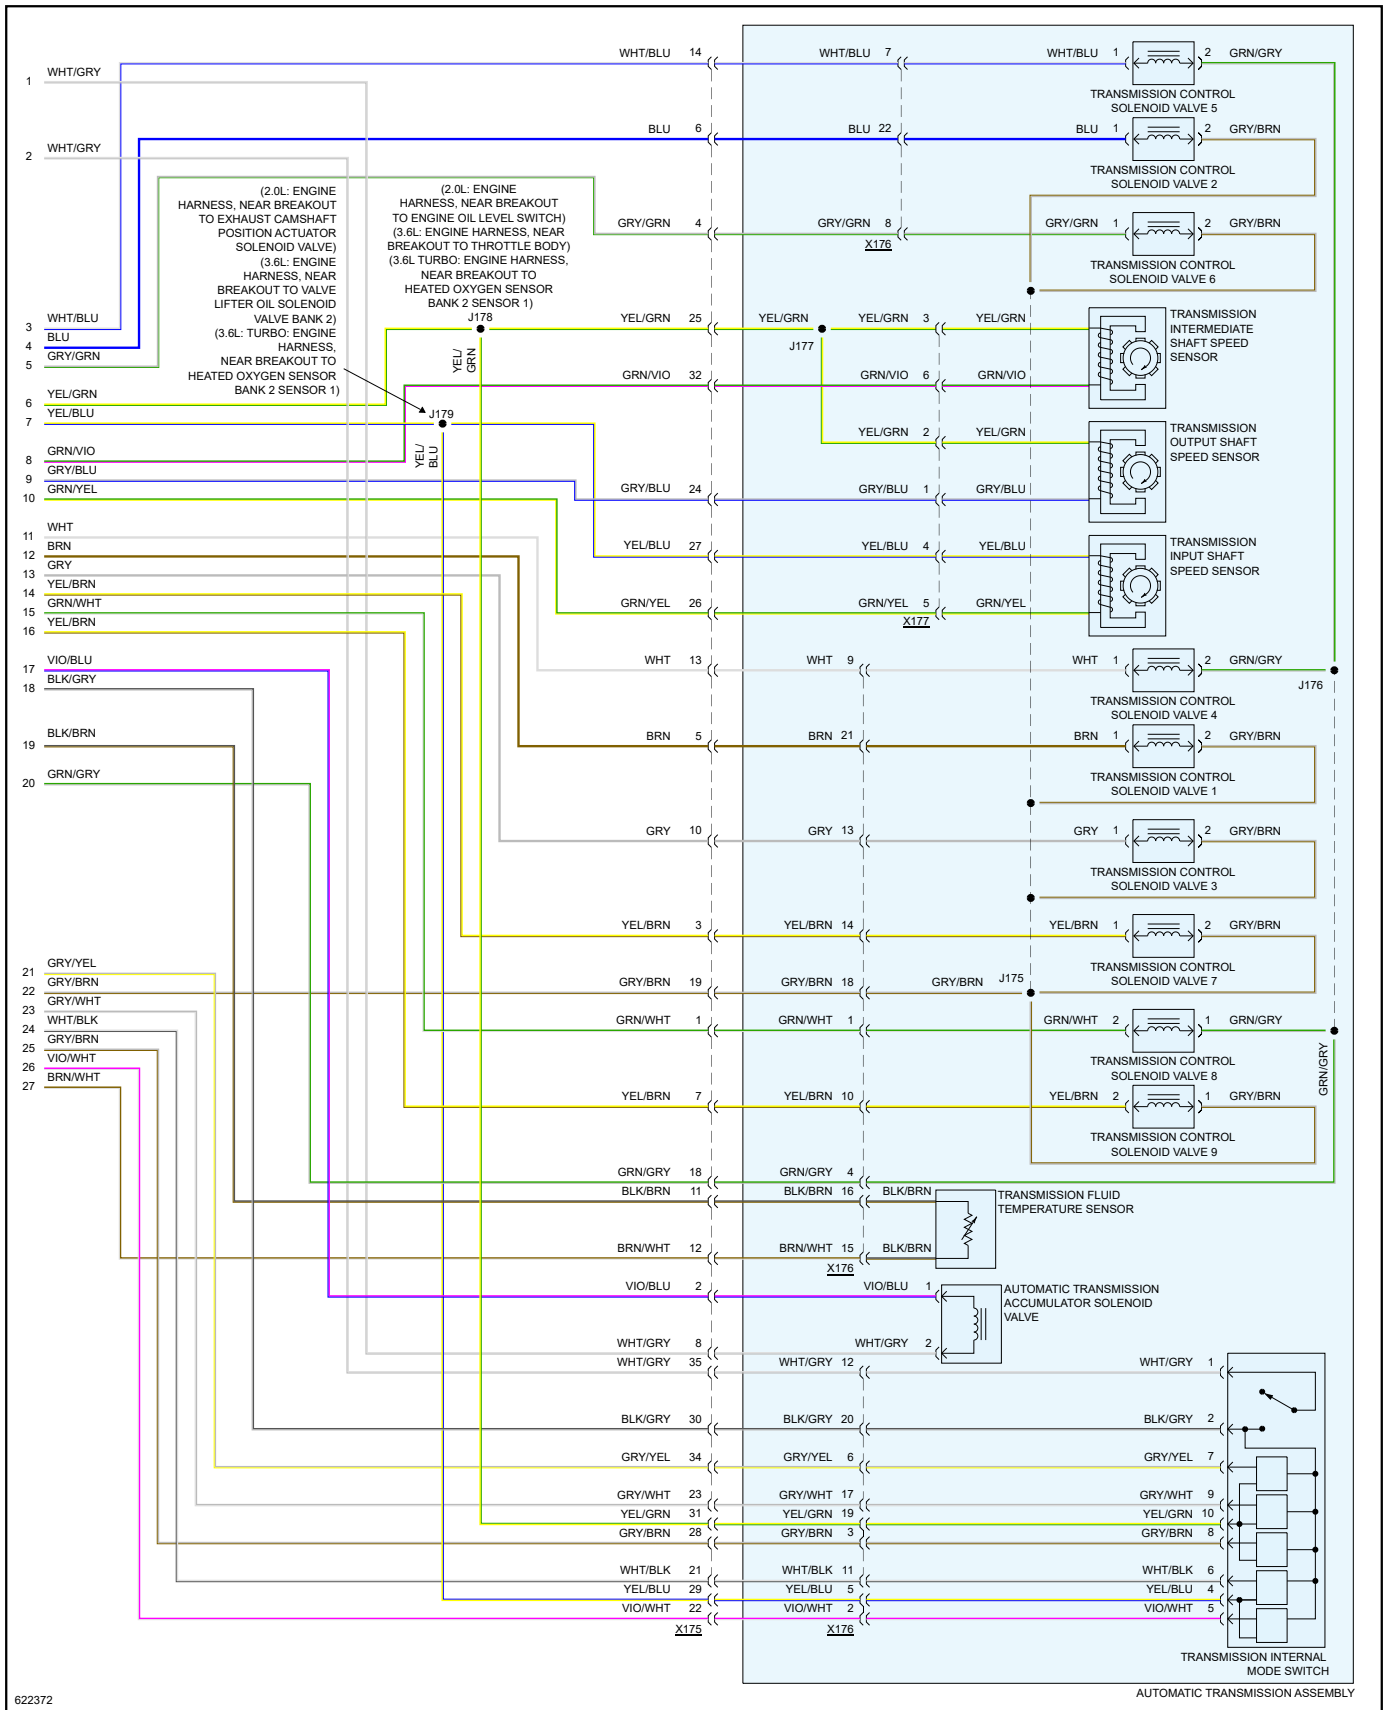 WHT/BLU 14 WHT/BLU 7 WHT/BLU 1 2 GRN/GRY
1 WHT/GRY
TRANSMISSION CONTROL
SOLENOID VALVE 5
BLU 6 BLU 22 BLU 1 2 GRY/BRN
2 WHT/GRY
TRANSMISSION CONTROL
SOLENOID VALVE 2
(2.0L: ENGINE
HARNESS, NEAR BREAKOUT
TO EXHAUST CAMSHAFT
POSITION ACTUATOR
SOLENOID VALVE)
(3.6L: ENGINE
HARNESS, NEAR
BREAKOUT TO VALVE
LIFTER OIL SOLENOID
VALVE BANK 2)
(3.6L: TURBO: ENGINE
HARNESS,
NEAR BREAKOUT TO
HEATED OXYGEN SENSOR
BANK 2 SENSOR 1)
(2.0L: ENGINE
HARNESS, NEAR BREAKOUT
TO ENGINE OIL LEVEL SWITCH)
(3.6L: ENGINE HARNESS, NEAR
BREAKOUT TO THROTTLE BODY)
(3.6L TURBO: ENGINE HARNESS,
NEAR BREAKOUT TO
HEATED OXYGEN SENSOR
BANK 2 SENSOR 1)
J178
GRY/GRN 4 GRY/GRN 8 GRY/GRN 1 2 GRY/BRN
X176
TRANSMISSION CONTROL
SOLENOID VALVE 6
3 WHT/BLU
4 BLU
5 GRY/GRN
YEL/GRN 25 YEL/GRN YEL/GRN 3 YEL/GRN
J177
TRANSMISSION
INTERMEDIATE
SHAFT SPEED
SENSOR
YEL/
GRN
GRN/VIO 32 GRN/VIO 6 GRN/VIO
6 YEL/GRN
7 YEL/BLU
J179
YEL/
BLU
YEL/GRN 2 YEL/GRN
TRANSMISSION
OUTPUT SHAFT
SPEED SENSOR
8 GRN/VIO
9 GRY/BLU
10 GRN/YEL
GRY/BLU 24 GRY/BLU 1 GRY/BLU
11 WHT
12 BRN
13 GRY
14 YEL/BRN
15 GRN/WHT
16 YEL/BRN
YEL/BLU 27 YEL/BLU 4 YEL/BLU
TRANSMISSION
INPUT SHAFT
SPEED SENSOR
GRN/YEL 26 GRN/YEL 5 GRN/YEL
X177
17 VIO/BLU
18 BLK/GRY
WHT 13 WHT 9 WHT 1 2 GRN/GRY
J176
TRANSMISSION CONTROL
SOLENOID VALVE 4
19 BLK/BRN
BRN 5 BRN 21 BRN 1 2 GRY/BRN
20 GRN/GRY
TRANSMISSION CONTROL
SOLENOID VALVE 1
GRY 10 GRY 13 GRY 1 2 GRY/BRN
TRANSMISSION CONTROL
SOLENOID VALVE 3
YEL/BRN 3 YEL/BRN 14 YEL/BRN 1 2 GRY/BRN
TRANSMISSION CONTROL
SOLENOID VALVE 7
21 GRY/YEL
22 GRY/BRN
23 GRY/WHT
24 WHT/BLK
25 GRY/BRN
26 VIO/WHT
27 BRN/WHT
GRY/BRN 19 GRY/BRN 18 GRY/BRN J175
GRN/WHT 1 GRN/WHT 1 GRN/WHT 2 1 GRN/GRY
GRN/GRY
TRANSMISSION CONTROL
SOLENOID VALVE 8
YEL/BRN 7 YEL/BRN 10 YEL/BRN 2 1 GRY/BRN
TRANSMISSION CONTROL
SOLENOID VALVE 9
GRN/GRY 18 GRN/GRY 4
BLK/BRN 11 BLK/BRN 16 BLK/BRN
TRANSMISSION FLUID
TEMPERATURE SENSOR
BRN/WHT 12 BRN/WHT 15 BLK/BRN
X176
VIO/BLU 2 VIO/BLU 1
AUTOMATIC TRANSMISSION
ACCUMULATOR SOLENOID
VALVE
WHT/GRY 8 WHT/GRY 2
WHT/GRY 35 WHT/GRY 12 WHT/GRY 1
BLK/GRY 30 BLK/GRY 20 BLK/GRY 2
GRY/YEL 34 GRY/YEL 6 GRY/YEL 7
GRY/WHT 23 GRY/WHT 17 GRY/WHT 9
YEL/GRN 31 YEL/GRN 19 YEL/GRN 10
GRY/BRN 28 GRY/BRN 3 GRY/BRN 8
WHT/BLK 21 WHT/BLK 11 WHT/BLK 6
YEL/BLU 29 YEL/BLU 5 YEL/BLU 4
VIO/WHT 22 VIO/WHT 2 VIO/WHT 5
X175 X176
TRANSMISSION INTERNAL
MODE SWITCH
AUTOMATIC TRANSMISSION ASSEMBLY
622372